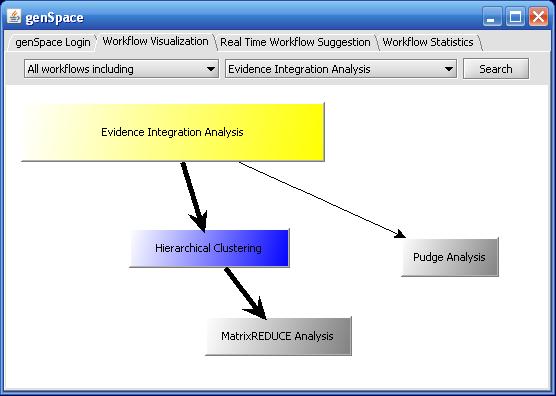 genSpace
genSpace Login Workflow Visualization Real Time Workflow Suggestion Workflow Statistics
All workflows including Evidence Integration Analysis Search
Evidence Integration Analysis
Hierarchical Clustering
Pudge Analysis
MatrixREDUCE Analysis